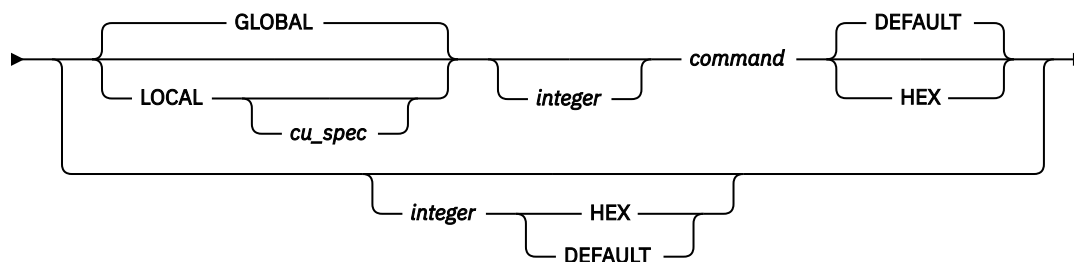 GLOBAL DEFAULT
command
LOCAL integer HEX
cu_spec
integer HEX
DEFAULT